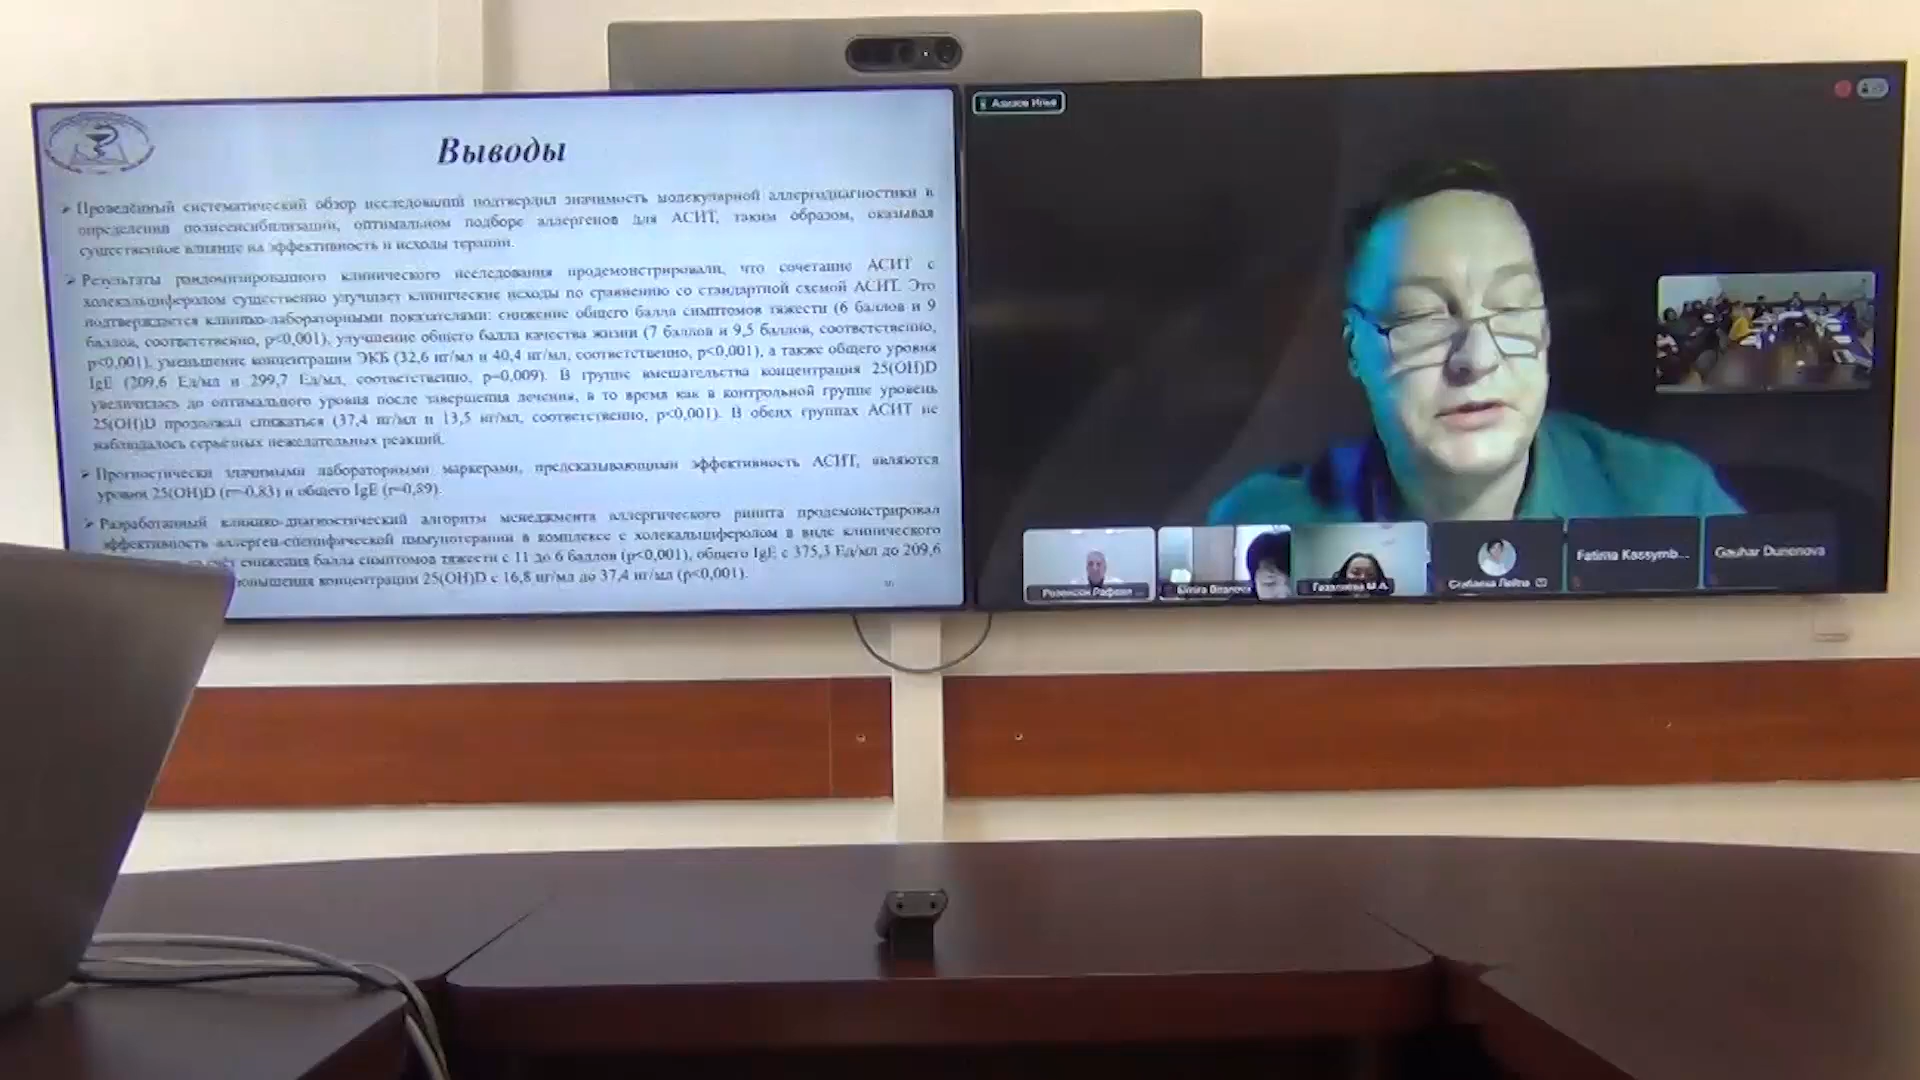 Выводы
➢ Проведённый систематический обзор исследований подтвердил значимость молекулярной аллергодиагностики в
определении полисенсибилизации, оптимальном подборе аллергенов для АСИТ, таким образом, оказывая
существенное влияние на эффективность и исходы терапии.
➢ Результаты рандомизированного клинического исследования продемонстрировали, что сочетание АСИТ с
холекальциферолом существенно улучшает клинические исходы по сравнению со стандартной схемой АСИТ. Это
подтверждается клинико-лабораторными показателями: снижение общего балла симптомов тяжести (6 баллов и 9
баллов, соответственно, p<0,001), улучшение общего балла качества жизни (7 баллов и 9,5 баллов, соответственно,
p<0,001), уменьшение концентрации ЭКБ (32,6 нг/мл и 40,4 нг/мл, соответственно, p<0,001), а также общего уровня
IgE (209,6 Ед/мл и 299,7 Ед/мл, соответственно, p=0,009). В группе вмешательства концентрация 25(OH)D
увеличилась до оптимального уровня после завершения лечения, в то время как в контрольной группе уровень
25(OH)D продолжал снижаться (37,4 нг/мл и 13,5 нг/мл, соответственно, p<0,001). В обеих группах АСИТ не
наблюдалось серьёзных нежелательных реакций.
➢ Прогностически значимыми лабораторными маркерами, предсказывающими эффективность АСИТ, являются
уровни 25(OH)D (r=-0,83) и общего IgE (r=0,89).
➢ Разработанный клинико-диагностический алгоритм менеджмента аллергического ринита продемонстрировал
эффективность аллерген-специфической иммунотерапии в комплексе с холекальциферолом в виде клинического
снижения балла симптомов тяжести с 11 до 6 баллов (p<0,001), общего IgE с 375,3 Ед/мл до 209,6
повышения концентрации 25(OH)D с 16,8 нг/мл до 37,4 нг/мл (p<0,001).
Илья
Розенсон Рафаил ...
Газалиева М.А.
Fatima Kassymb...
Gauhar Dunenova